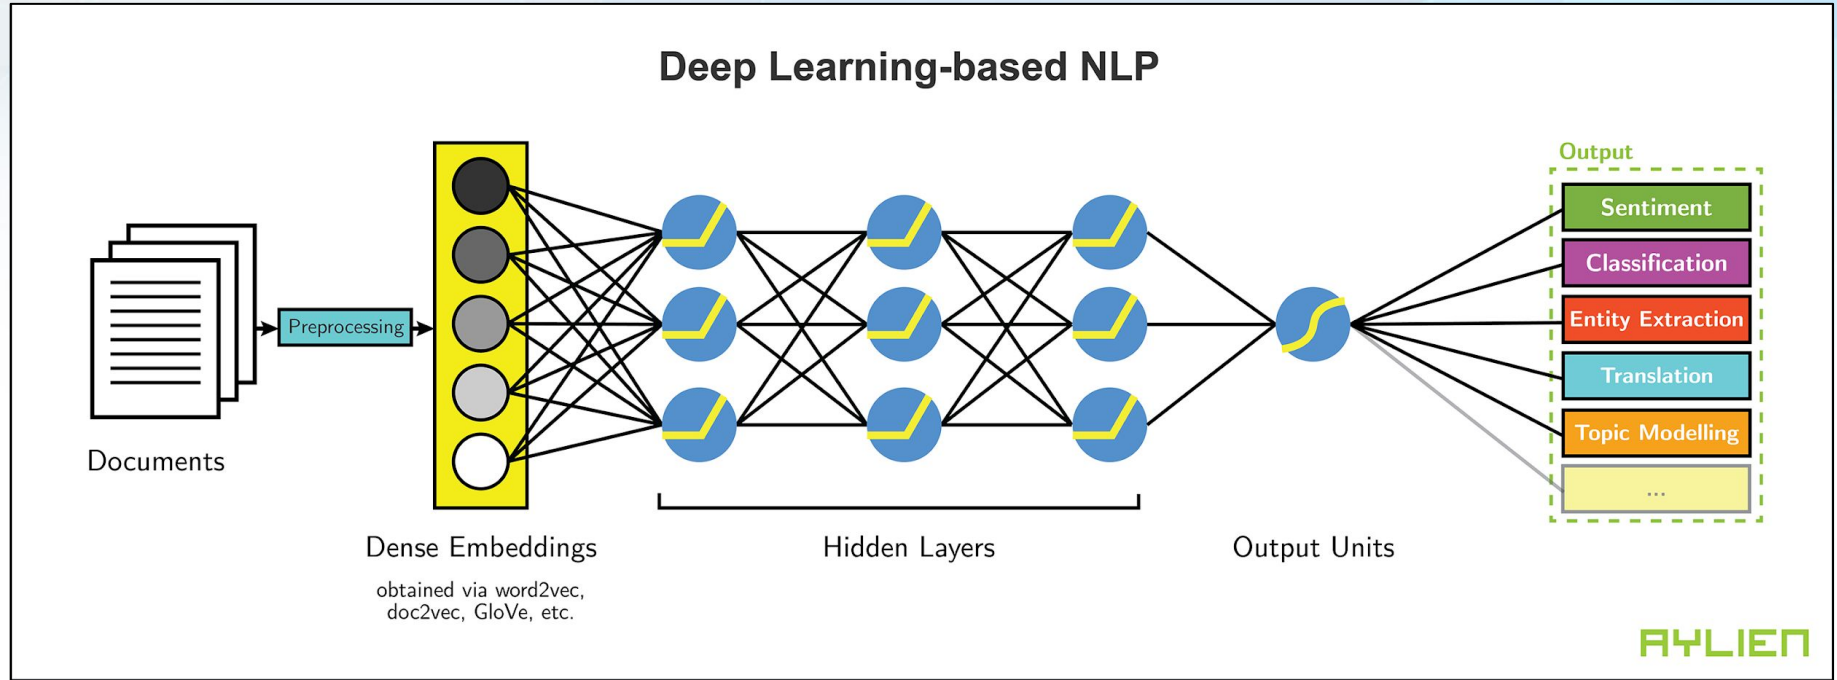 Deep Learning-based NLP
Documents
Preprocessing
Dense Embeddings
obtained via word2vec,
doc2vec, GloVe, etc.
Hidden Layers
Output Units
Output
Sentiment
Classification
Entity Extraction
Translation
Topic Modelling
...
AYLIEN